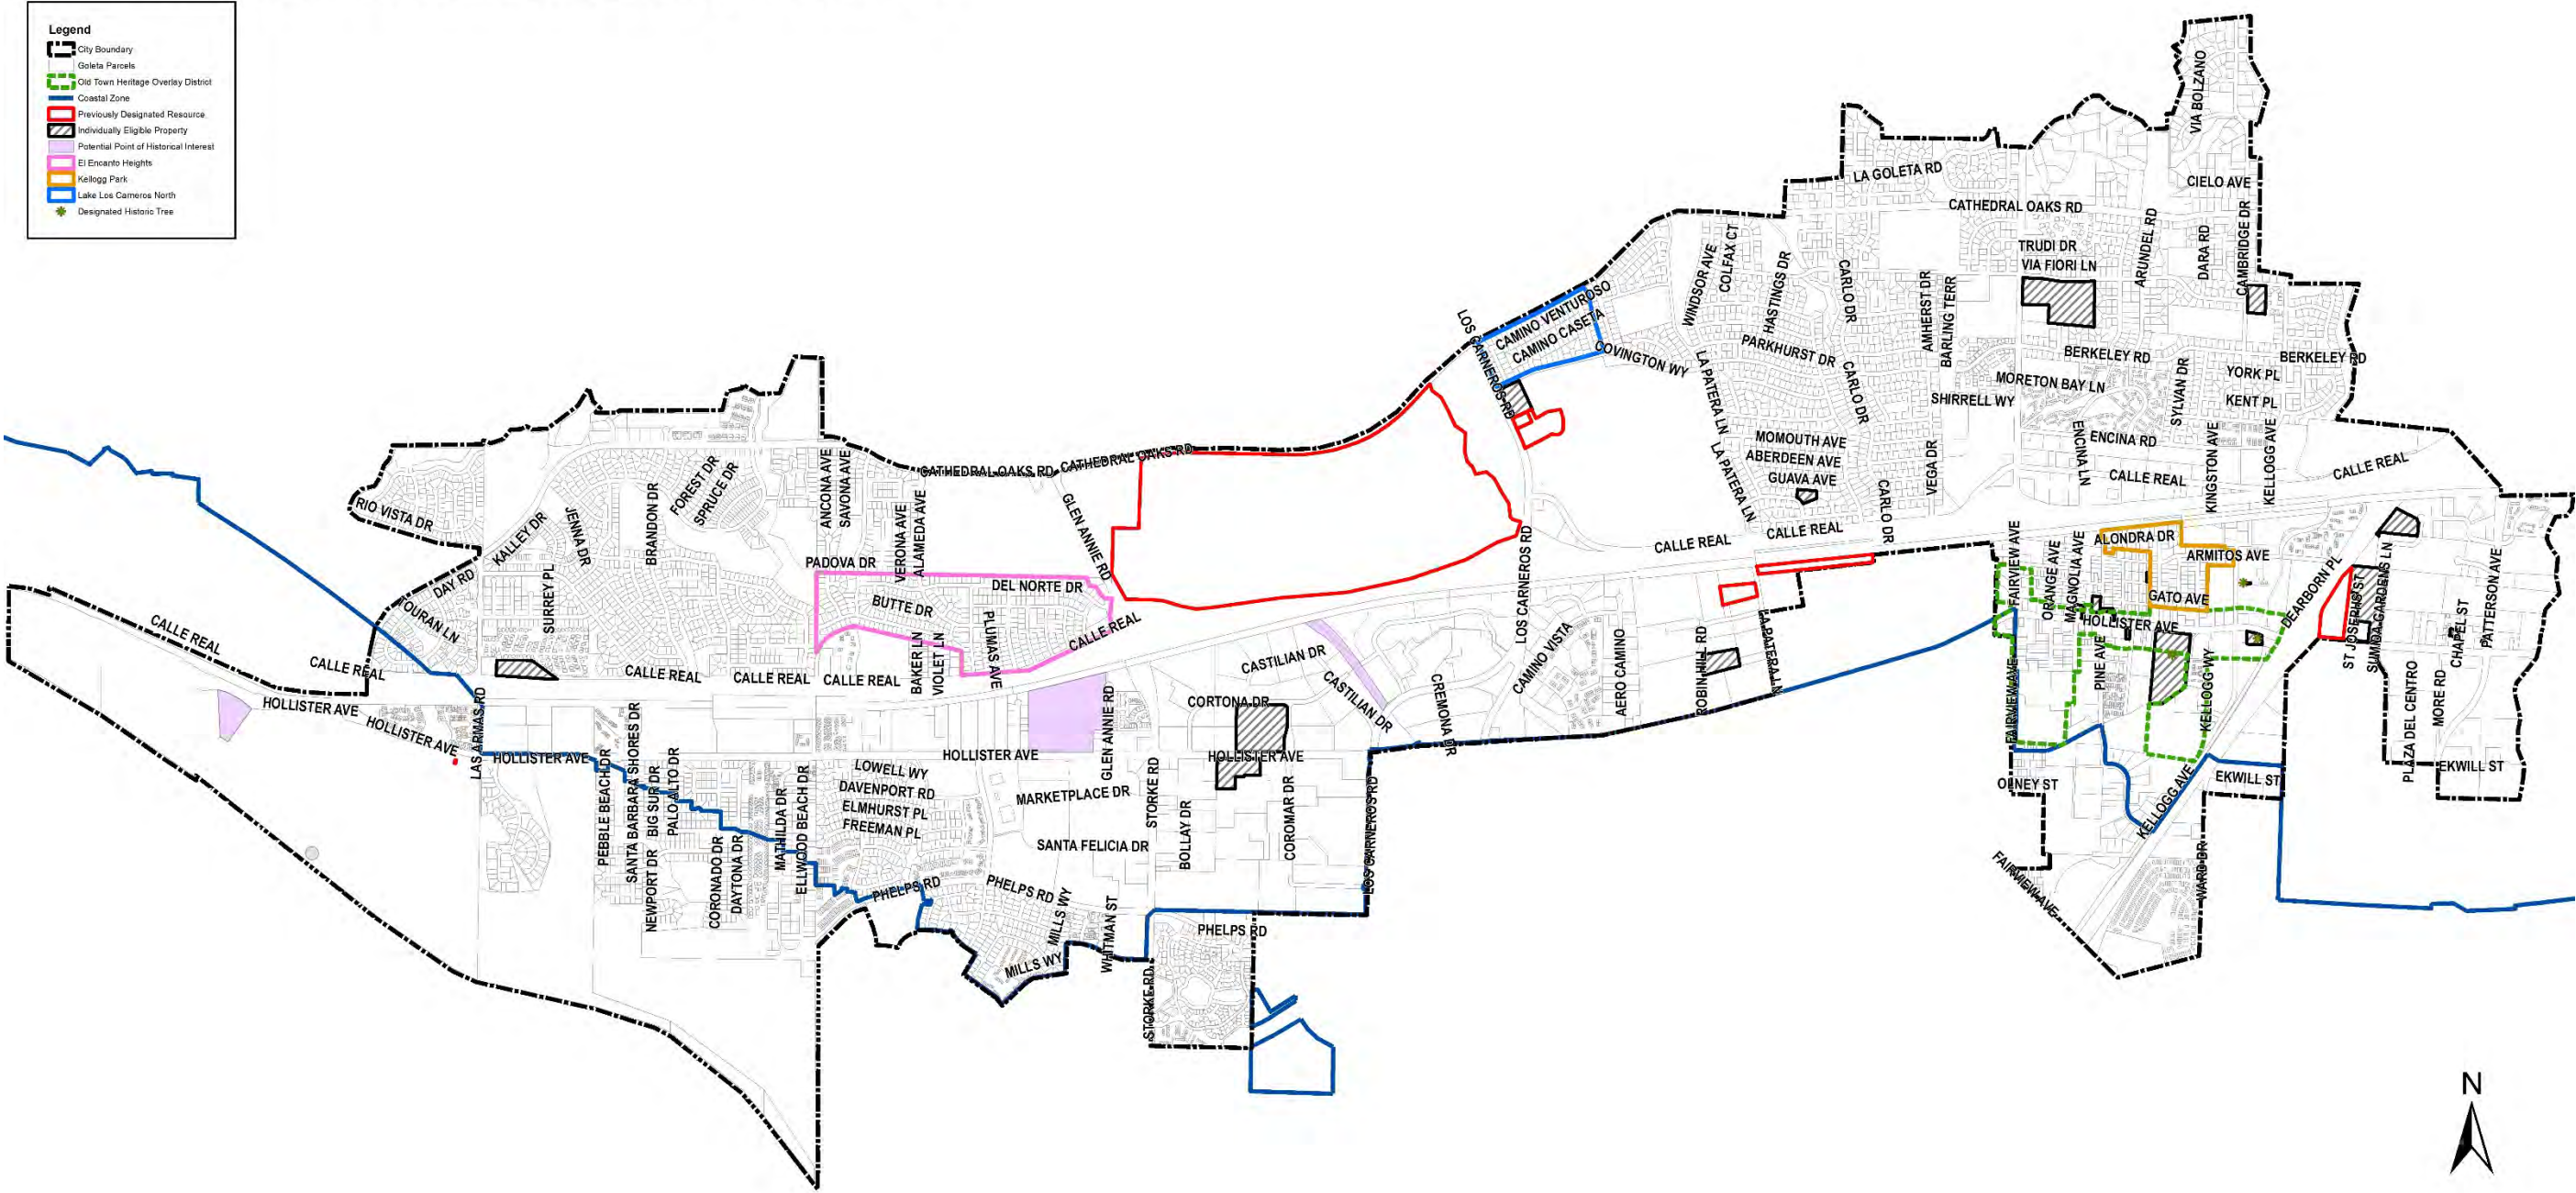 Legend
City Boundary
Goleta Parcels
Old Town Heritage Overlay District
Coastal Zone
Previously Designated Resource
Individually Eligible Property
Potential Point of Historical Interest
El Encanto Heights
Kellogg Park
Lake Los Carneros North
Designated Historic Tree
VIA BOLZANO
LA GOLETA RD
CIELO AVE
CATHEDRAL OAKS RD
CAMBRIDGE DR
ARUNDEL RD
DARA RD
TRUDI DR
VIA FIORI LN
WINDSOR AVE
COLFAX CT
HASTINGS DR
CARLO DR
AMHERST DR
BARLING TERR
CAMINO VENTUROSO
CAMINO CASETA
LOS CARNEROS RD
COVINGTON WY
PARKHURST DR
BERKELEY RD
BERKELEY RD
LA PATERA LN
CARLO DR
MORETON BAY LN
SYLVAN DR
YORK PL
SHIRRELL WY
KENT PL
MOMOUTH AVE
ABERDEEN AVE
GUAVA AVE
LA PATERA LN
VEGA DR
ENCINA LN
ENCINA RD
KINGSTON AVE
KELLOGG AVE
CALLE REAL
CALLE REAL
CATHEDRAL OAKS RD
CATHEDRAL OAKS RD
FOREST DR
SPRUCE DR
BRANDON DR
ANCONA AVE
SAVONA AVE
VERONA AVE
ALAMEDA AVE
GLEN ANNIE RD
RIO VISTA DR
KALLEY DR
JENNA DR
PADOVA DR
DEL NORTE DR
BUTTE DR
PLUMAS AVE
CALLE REAL
DAY RD
TOURAN LN
SURREY PL
BAKER LN
VIOLET LN
CALLE REAL
CALLE REAL
CALLE REAL
CALLE REAL
CALLE REAL
LOS CARNEROS RD
CALLE REAL
CALLE REAL
CARLO DR
FAIRVIEW AVE
ORANGE AVE
MAGNOLIA AVE
ALONDRA DR
ARMITOS AVE
GATO AVE
HOLLISTER AVE
DEARBORN PL
ST JOSEPHS ST
SUMIDA GARDENS LN
CHAPEL ST
PATTERSON AVE
PINE AVE
KELLOGG WY
FAIRVIEW AVE
PLAZA DEL CENTRO
MORE RD
EKWILL ST
EKWILL ST
OLNEY ST
KELLOGG AVE
WARD DR
FAIRVIEW AVE
CASTILIAN DR
CASTILIAN DR
CREMONA DR
CAMINO VISTA
AERO CAMINO
ROBIN HILL RD
LA PATERA LN
CORTONA DR
HOLLISTER AVE
HOLLISTER AVE
HOLLISTER AVE
LAS ARMAS RD
HOLLISTER AVE
HOLLISTER AVE
GLEN ANNIE RD
STORKE RD
PEBBLE BEACH DR
SANTA BARBARA SHORES DR
BIG SUR DR
PALO ALTO DR
NEWPORT DR
CORONADO DR
DAYTONA DR
MATHILDA DR
ELLWOOD BEACH DR
LOWELL WY
DAVENPORT RD
ELMHURST PL
FREEMAN PL
MARKETPLACE DR
SANTA FELICIA DR
BOLLAY DR
COROMAR DR
LOS CARNEROS RD
PHELPS RD
PHELPS RD
MILLS WY
MILLS WY
WHITMAN ST
PHELPS RD
STORKE RD
N